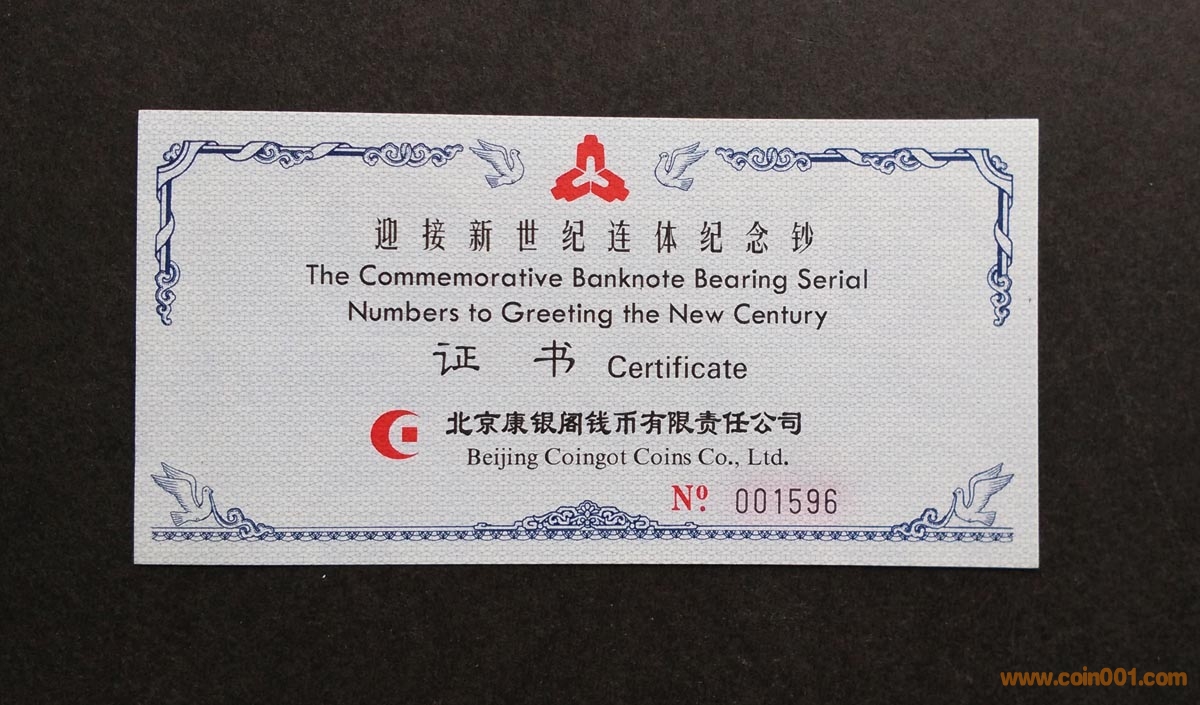 迎接新世纪连体纪念钞
The Commemorative Banknote Bearing Serial
Numbers to Greeting the New Century
证 书 Certificate
北京康银阁钱币有限责任公司
Beijing Coingot Coins Co., Ltd.
Nº. 001596
www.coin001.com